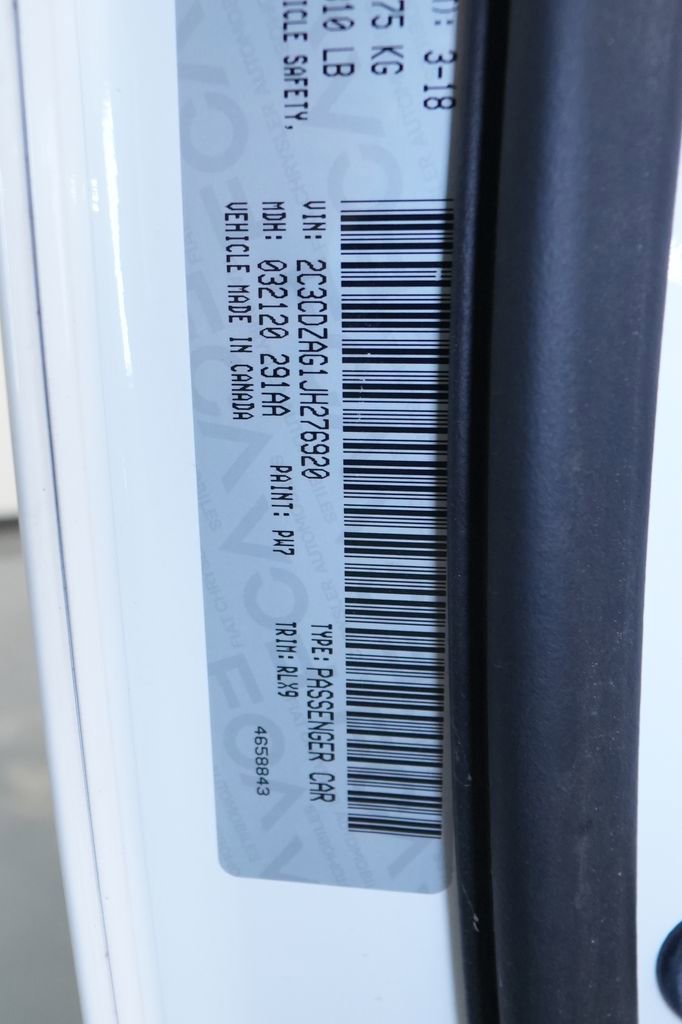 ): 3-18
75 KG
010 LB
ICLE SAFETY,
VIN: 2C3CDZAG1JH276920 TYPE: PASSENGER CAR
MDH: 032120 291AA PAINT: PW7 TRIM: RLX9
VEHICLE MADE IN CANADA 4658843